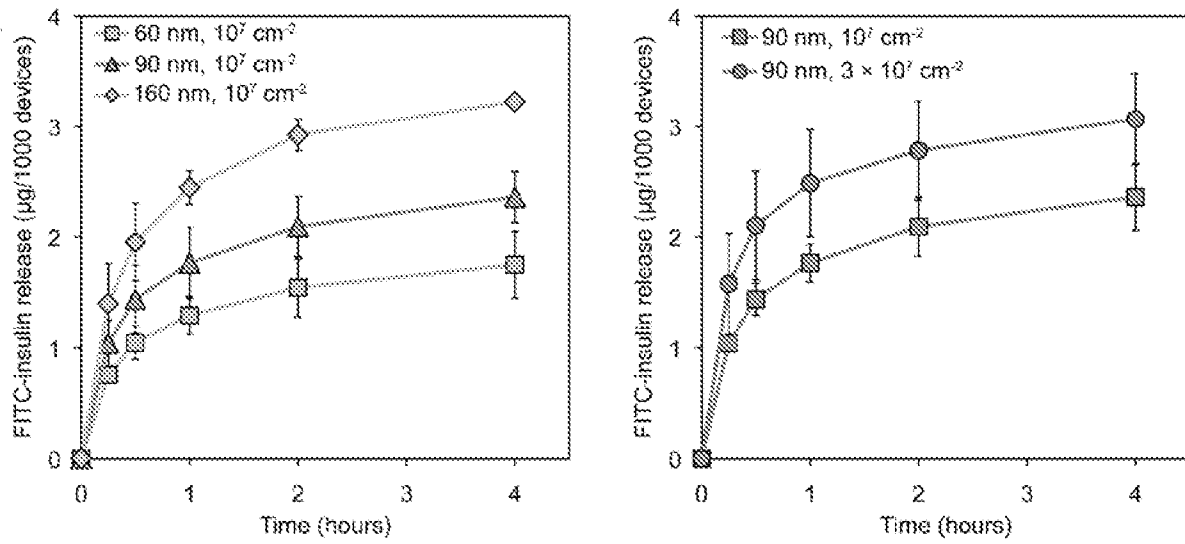 4
3
2
1
0
FITC-insulin release (µg/1000 devices)
60 nm, 10⁷ cm⁻²
90 nm, 10⁷ cm⁻²
160 nm, 10⁷ cm⁻²
0 1 2 3 4
Time (hours)
4
3
2
1
0
FITC-insulin release (µg/1000 devices)
90 nm, 10⁷ cm⁻²
90 nm, 3 × 10⁷ cm⁻²
0 1 2 3 4
Time (hours)